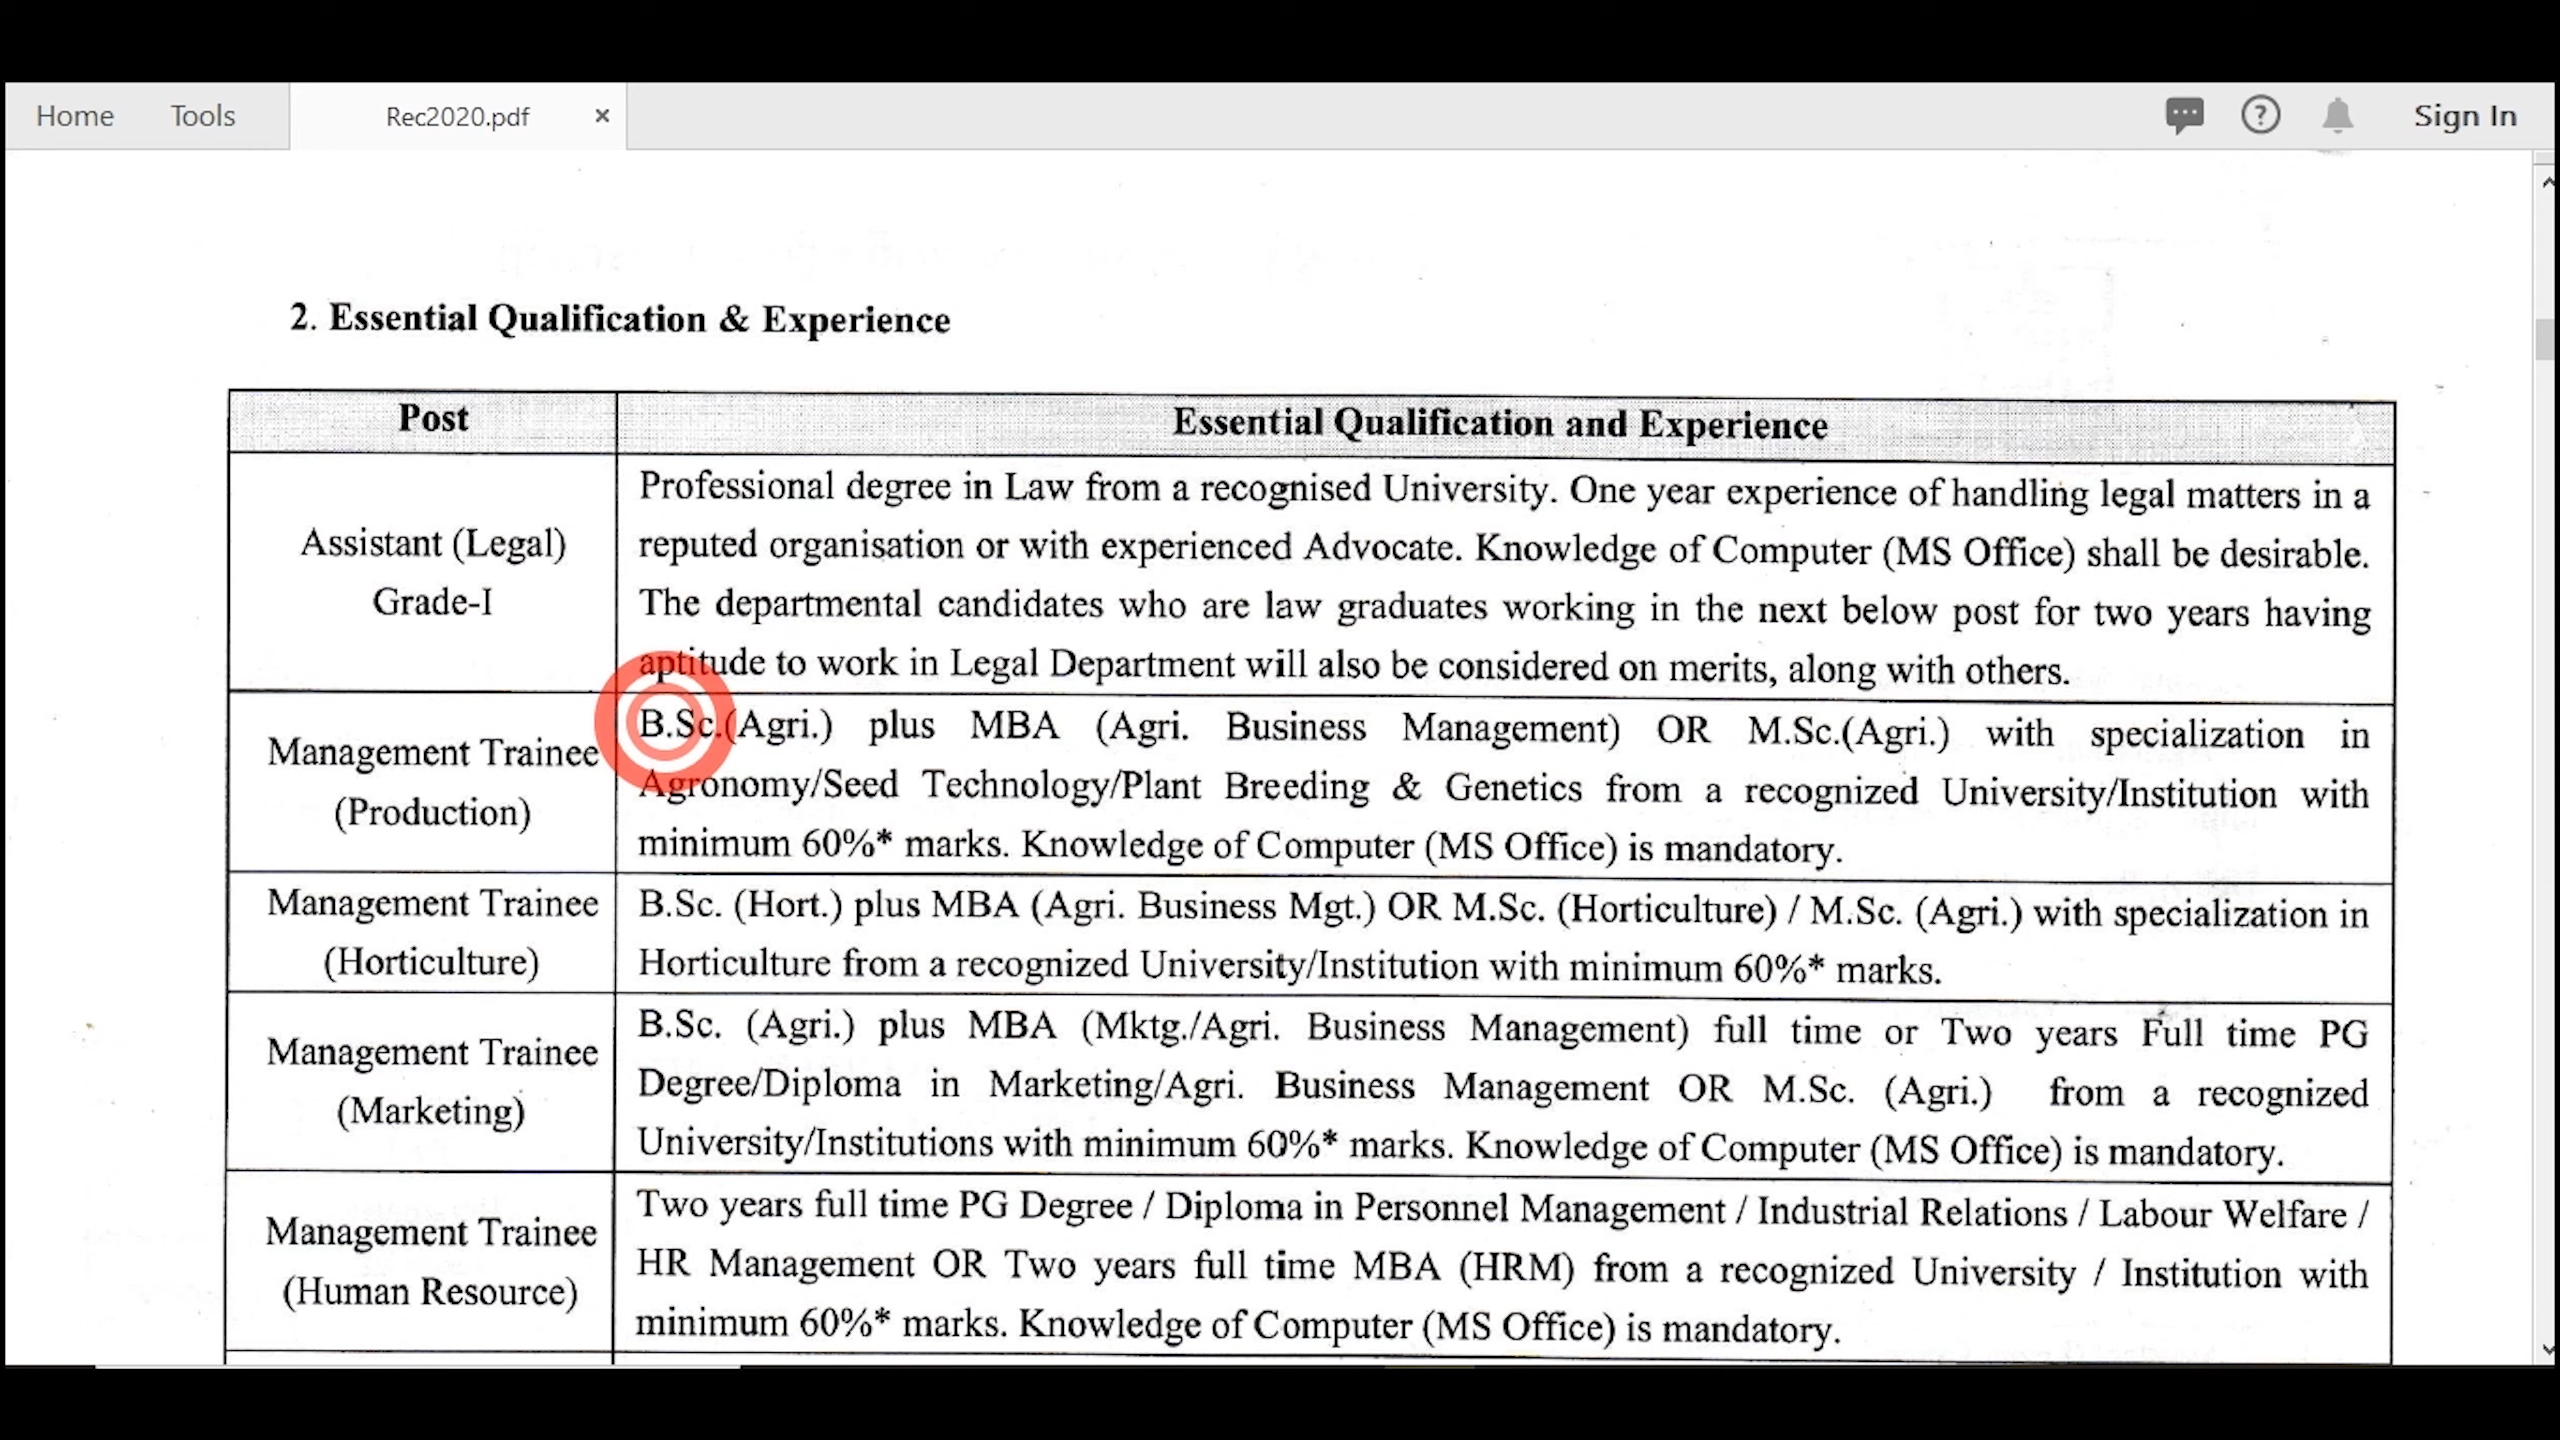 Home Tools Rec2020.pdf × Sign In
2. Essential Qualification & Experience
Post Essential Qualification and Experience
Assistant (Legal)
Grade-I
Professional degree in Law from a recognised University. One year experience of handling legal matters in a
reputed organisation or with experienced Advocate. Knowledge of Computer (MS Office) shall be desirable.
The departmental candidates who are law graduates working in the next below post for two years having
aptitude to work in Legal Department will also be considered on merits, along with others.
Management Trainee
(Production)
B.Sc.(Agri.) plus MBA (Agri. Business Management) OR M.Sc.(Agri.) with specialization in
Agronomy/Seed Technology/Plant Breeding & Genetics from a recognized University/Institution with
minimum 60%* marks. Knowledge of Computer (MS Office) is mandatory.
Management Trainee
(Horticulture)
B.Sc. (Hort.) plus MBA (Agri. Business Mgt.) OR M.Sc. (Horticulture) / M.Sc. (Agri.) with specialization in
Horticulture from a recognized University/Institution with minimum 60%* marks.
Management Trainee
(Marketing)
B.Sc. (Agri.) plus MBA (Mktg./Agri. Business Management) full time or Two years Full time PG
Degree/Diploma in Marketing/Agri. Business Management OR M.Sc. (Agri.) from a recognized
University/Institutions with minimum 60%* marks. Knowledge of Computer (MS Office) is mandatory.
Management Trainee
(Human Resource)
Two years full time PG Degree / Diploma in Personnel Management / Industrial Relations / Labour Welfare /
HR Management OR Two years full time MBA (HRM) from a recognized University / Institution with
minimum 60%* marks. Knowledge of Computer (MS Office) is mandatory.